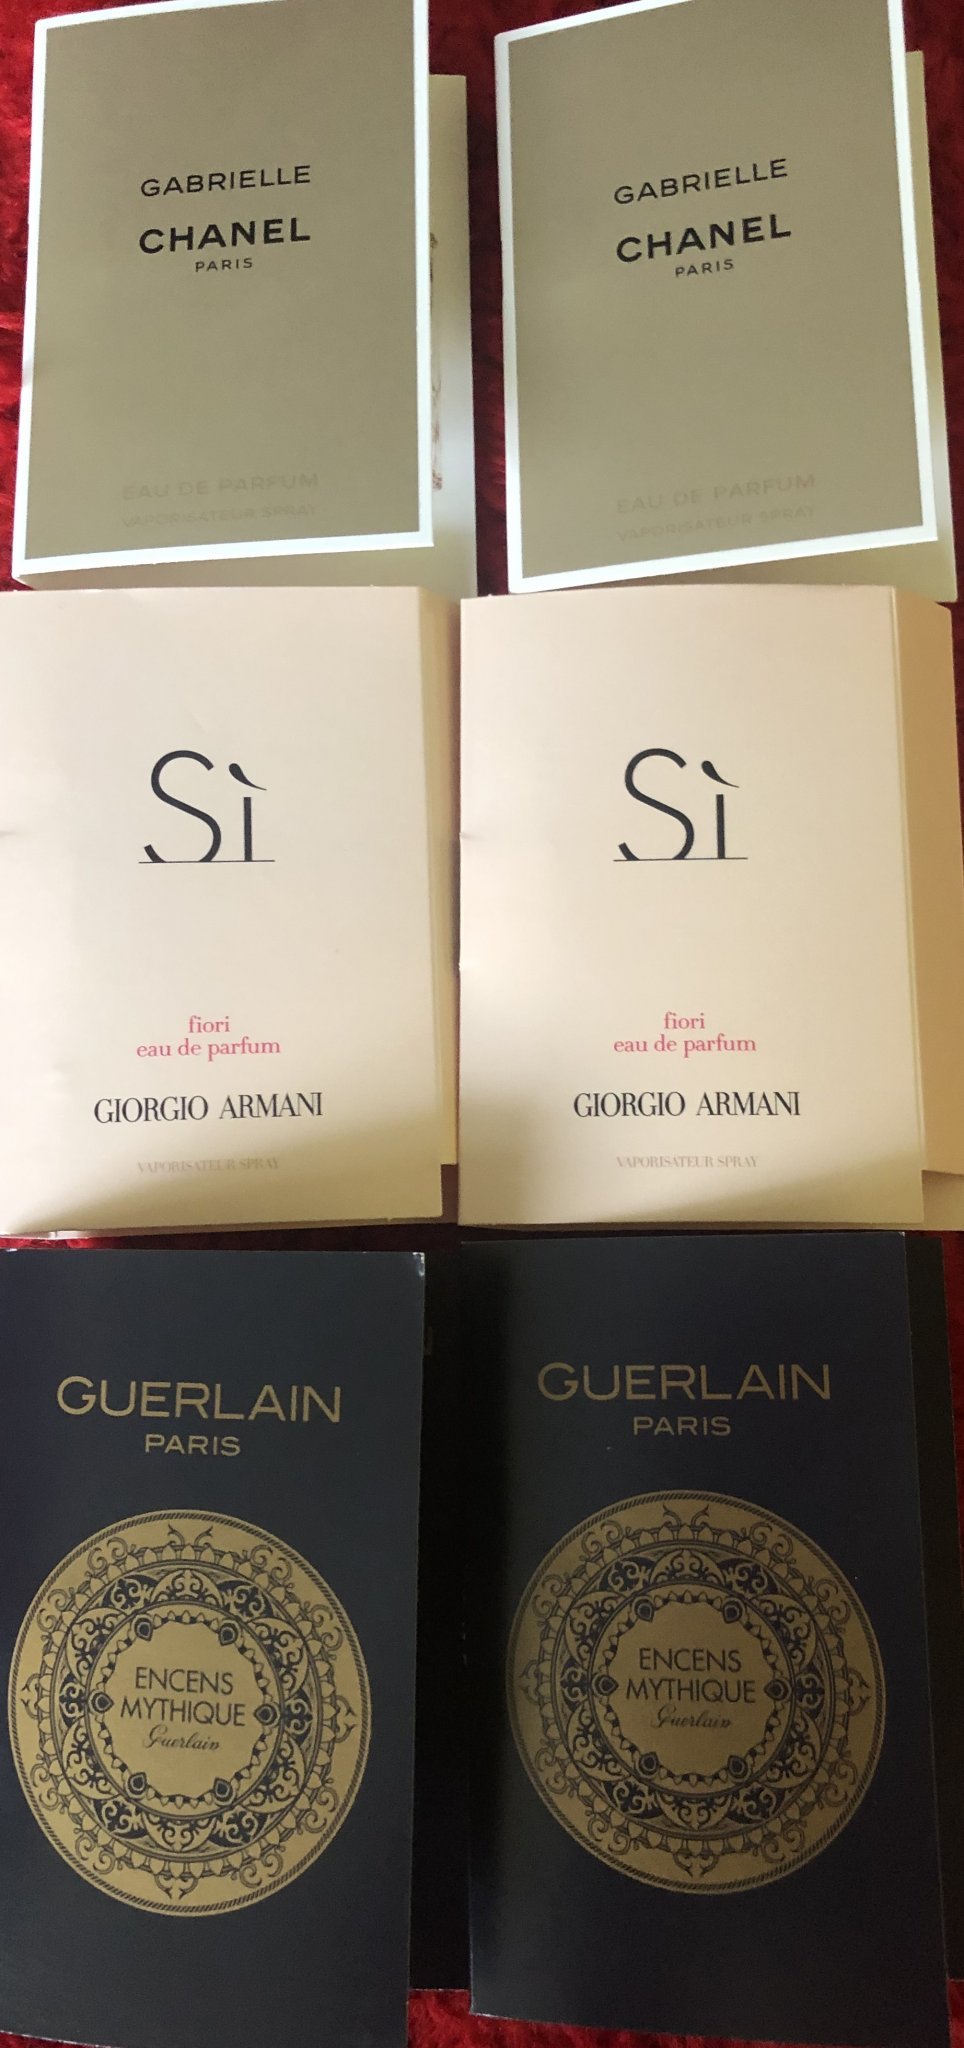 GABRIELLE
CHANEL
PARIS
EAU DE PARFUM
VAPORISATEUR SPRAY
GABRIELLE
CHANEL
PARIS
EAU DE PARFUM
VAPORISATEUR SPRAY
Sì
fiori
eau de parfum
GIORGIO ARMANI
VAPORISATEUR SPRAY
Sì
fiori
eau de parfum
GIORGIO ARMANI
VAPORISATEUR SPRAY
GUERLAIN
PARIS
ENCENS
MYTHIQUE
Guerlain
GUERLAIN
PARIS
ENCENS
MYTHIQUE
Guerlain